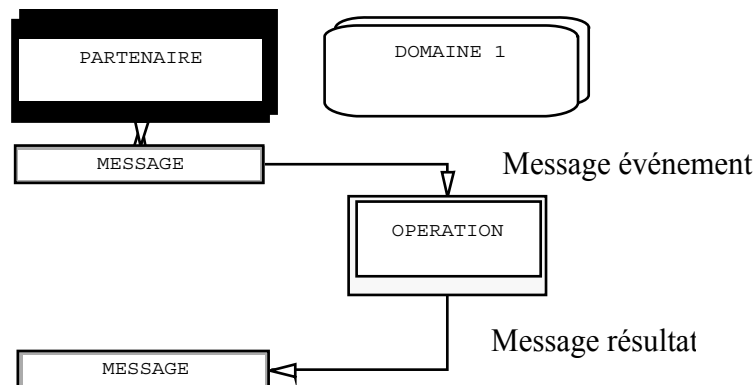 PARTENAIRE
DOMAINE 1
MESSAGE
Message événement
OPERATION
Message résultat
MESSAGE